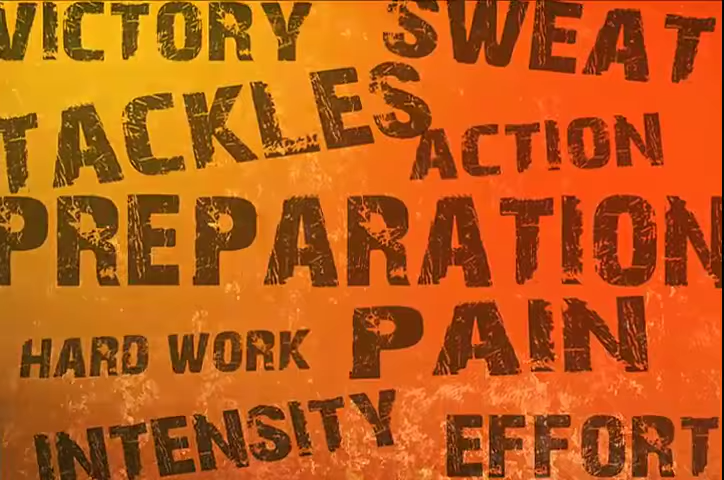 VICTORY SWEAT
TACKLES
ACTION
PREPARATION
HARD WORK PAIN
INTENSITY EFFORT